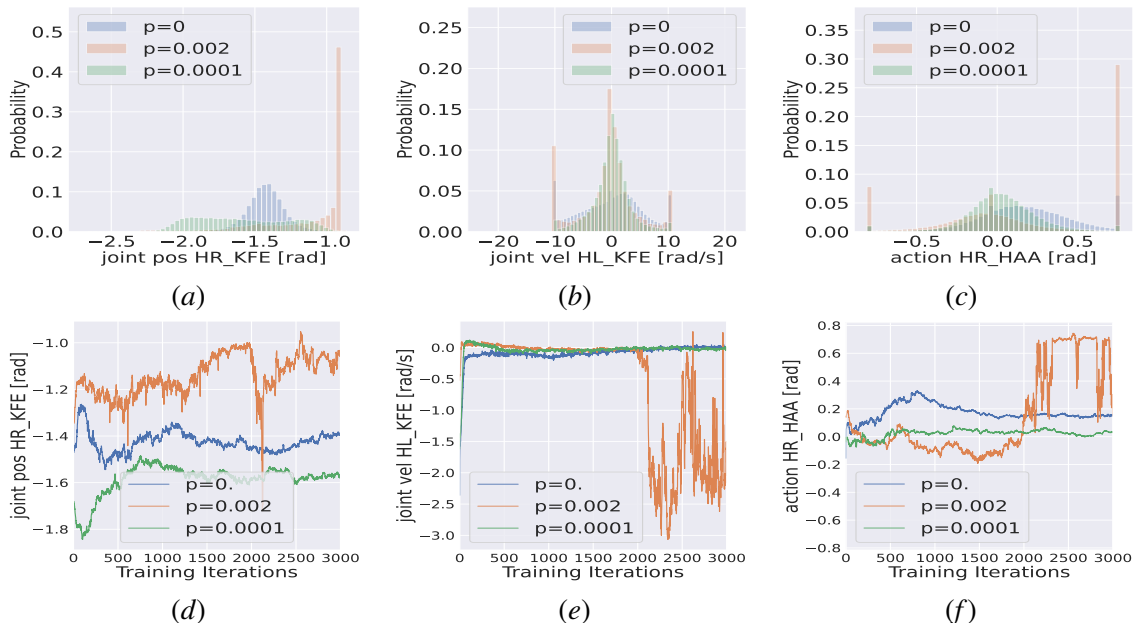 0.5
0.4
0.3
0.2
0.1
0.0
Probability
p=0
p=0.002
p=0.0001
−2.5 −2.0 −1.5 −1.0
joint pos HR_KFE [rad]
(a)
0.25
0.20
0.15
0.10
0.05
0.00
Probability
p=0
p=0.002
p=0.0001
−20 −10 0 10 20
joint vel HL_KFE [rad/s]
(b)
0.30
0.25
0.20
0.15
0.10
0.05
0.00
Probability
p=0
p=0.002
p=0.0001
−0.5 0.0 0.5
action HR_HAA [rad]
(c)
−1.0
−1.2
−1.4
−1.6
−1.8
joint pos HR_KFE [rad]
p=0.
p=0.002
p=0.0001
0 500 1000 1500 2000 2500 3000
Training Iterations
(d)
0.0
−0.5
−1.0
−1.5
−2.0
−2.5
−3.0
joint vel HL_KFE [rad/s]
p=0.
p=0.002
p=0.0001
0 500 1000 1500 2000 2500 3000
Training Iterations
(e)
0.8
0.6
0.4
0.2
0.0
−0.2
−0.4
−0.6
−0.8
action HR_HAA [rad]
p=0.
p=0.002
p=0.0001
0 500 1000 1500 2000 2500 3000
Training Iterations
(f)